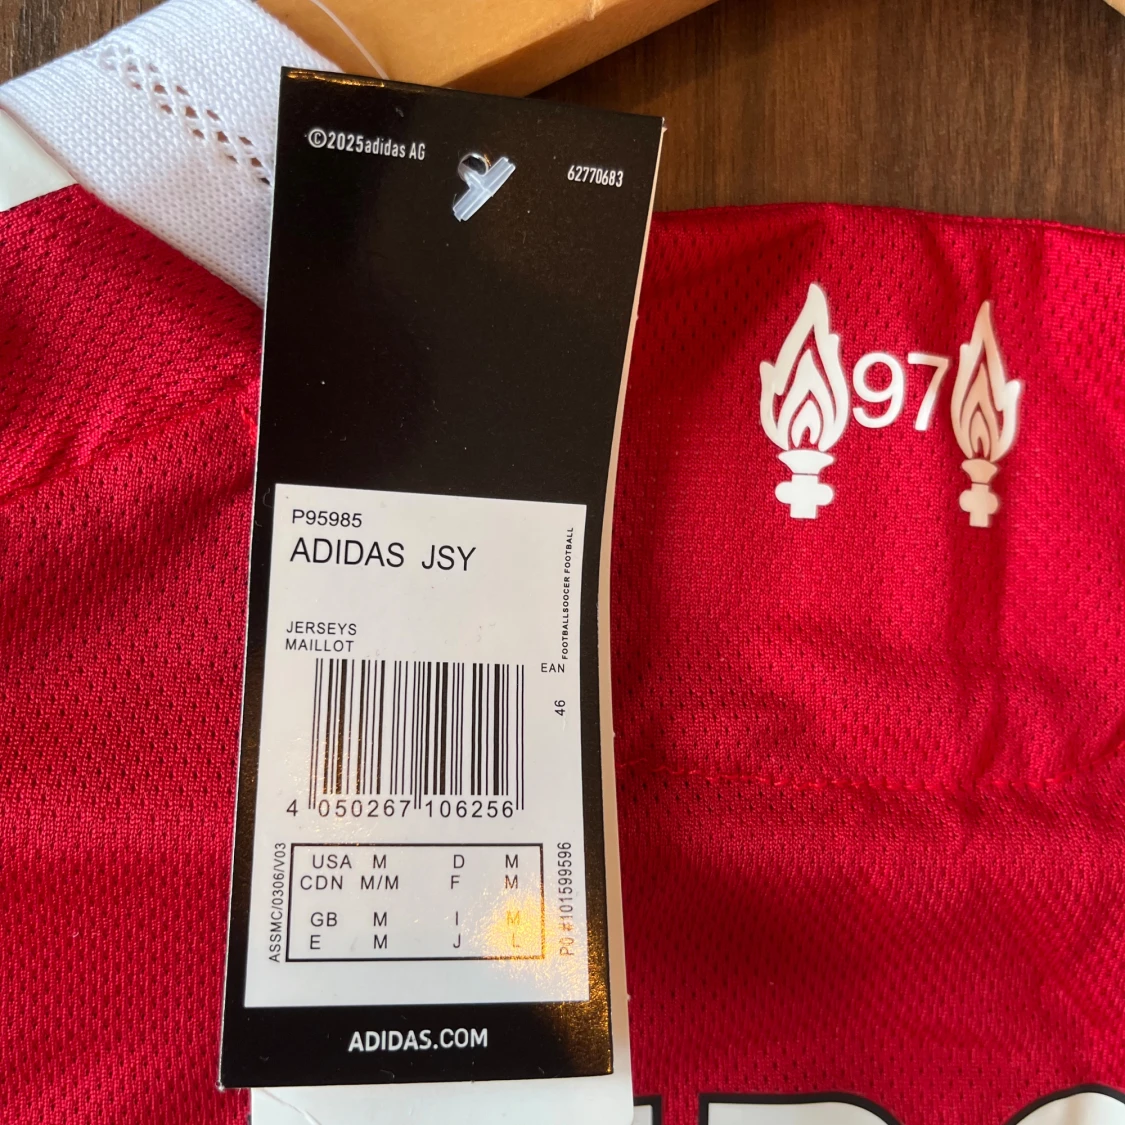 ©2025adidas AG
62770683
97
P95985
ADIDAS JSY
FOOTBALLSOCCER FOOTBALL
JERSEYS
MAILLOT
EAN
46
4 050267 106256
ASSMC/0306/V03
USA M D M
CDN M/M F M
GB M I M
E M J L
PO #101599596
ADIDAS.COM